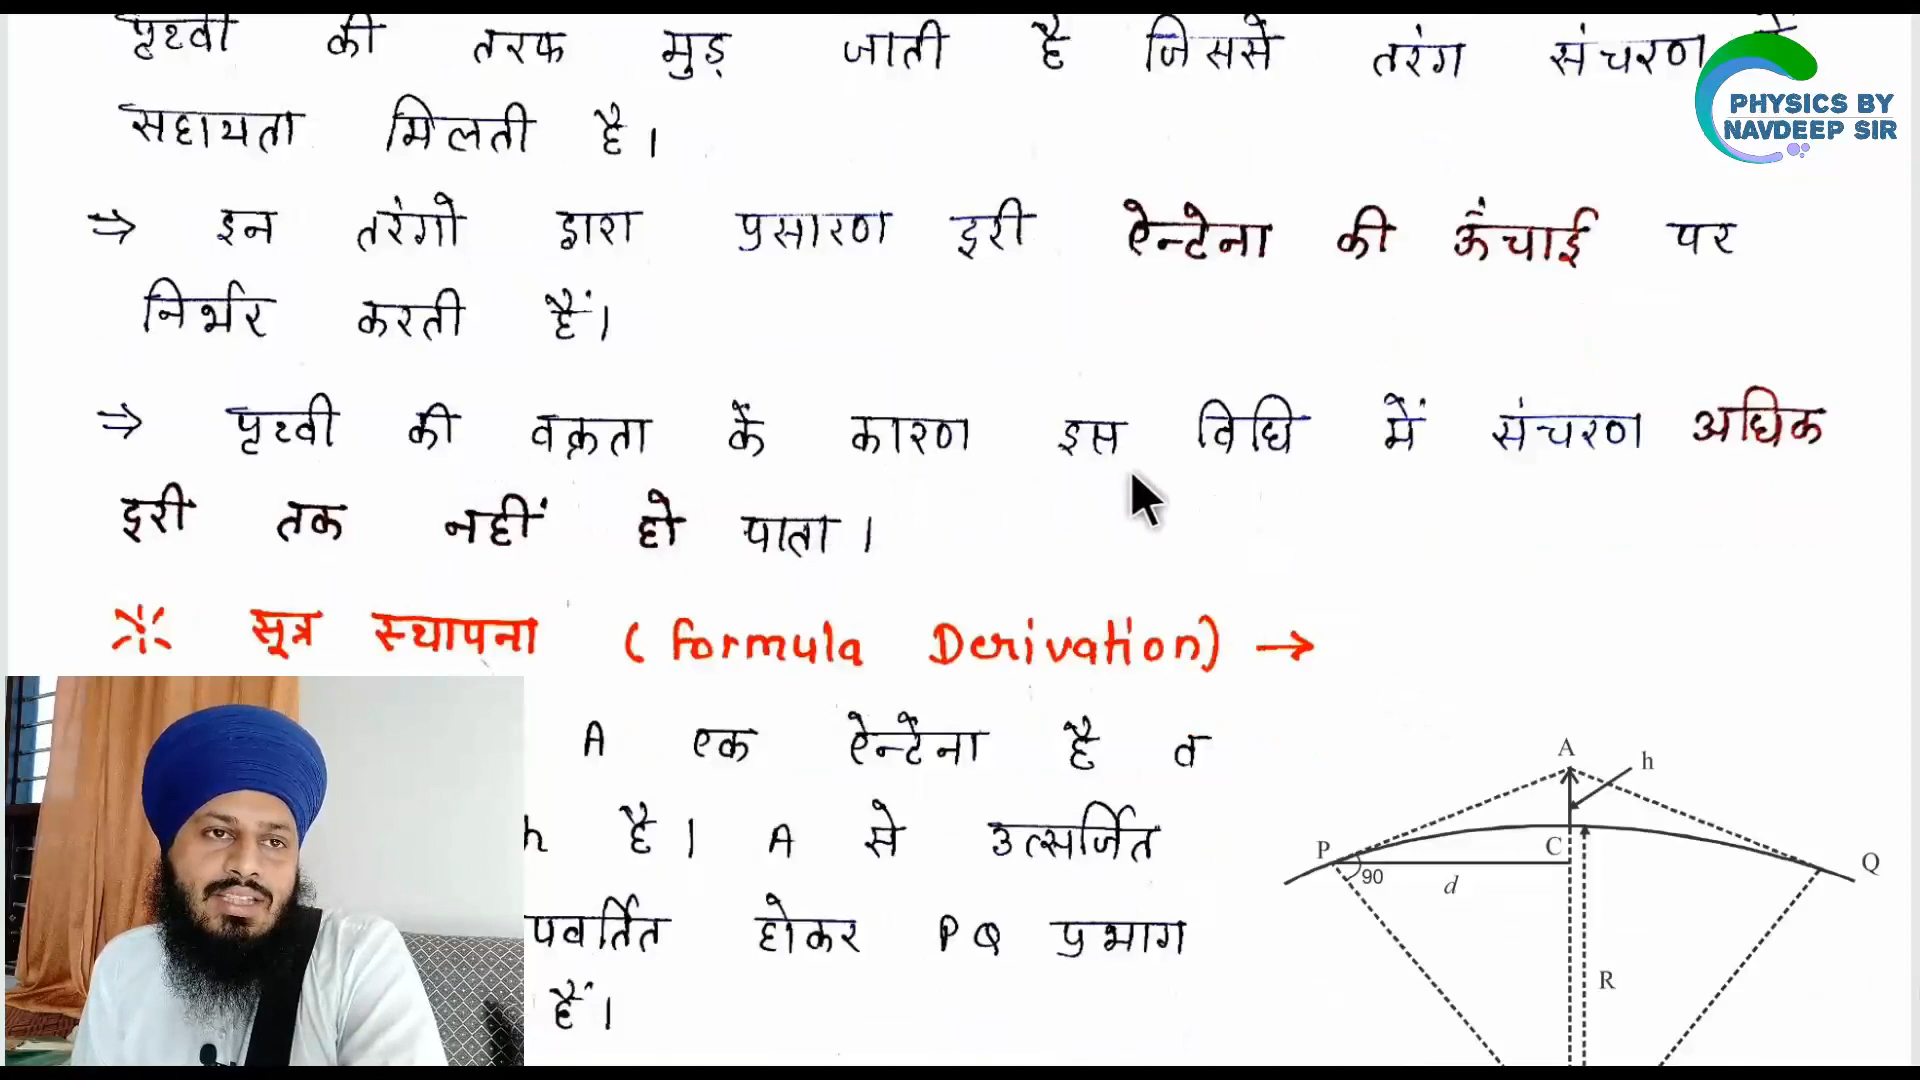 पृथ्वी की तरफ मुड़ जाती है जिससे तरंग संचरण
सहायता मिलती है।
PHYSICS BY
NAVDEEP SIR
⇒ इन तरंगो द्वारा प्रसारण दूरी ऐन्टेना की ऊँचाई पर
निर्भर करती हैं।
⇒ पृथ्वी की वक्रता के कारण इस विधि में संचरण अधिक
दूरी तक नहीं हो पाता।
सूत्र स्थापना (Formula Derivation) →
A एक ऐन्टेना है व
h है। A से उत्सर्जित
पवर्तित होकर PQ प्रभाग
हैं।
A
h
P
C
Q
90
d
R